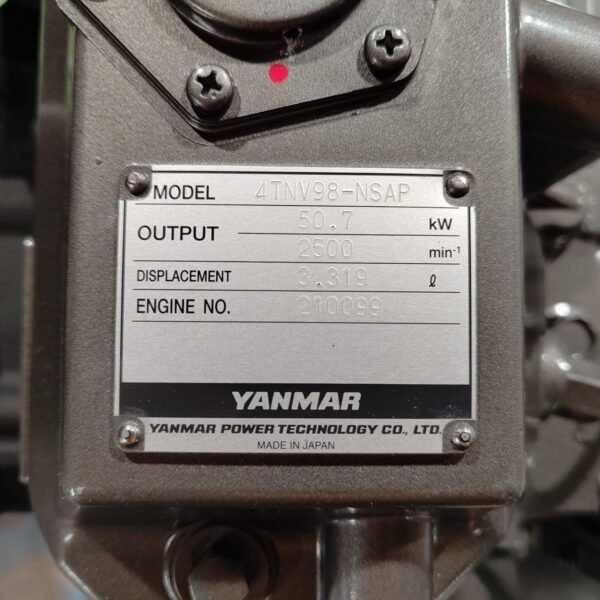 MODEL 4TNV98-NSAP
OUTPUT 50.7 kW
2500 min-1
DISPLACEMENT 3.319 ℓ
ENGINE NO. 210099
YANMAR
YANMAR POWER TECHNOLOGY CO., LTD.
MADE IN JAPAN